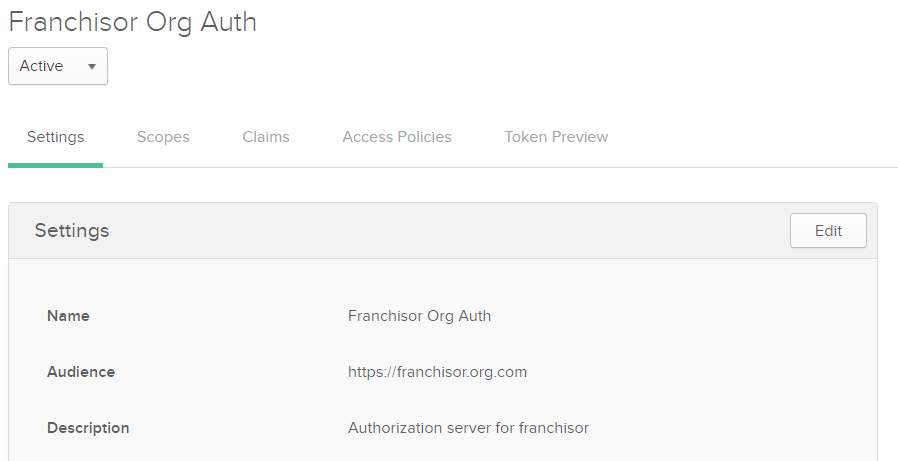 Franchisor Org Auth
Active
Settings Scopes Claims Access Policies Token Preview
Settings Edit
Name Franchisor Org Auth
Audience https://franchisor.org.com
Description Authorization server for franchisor